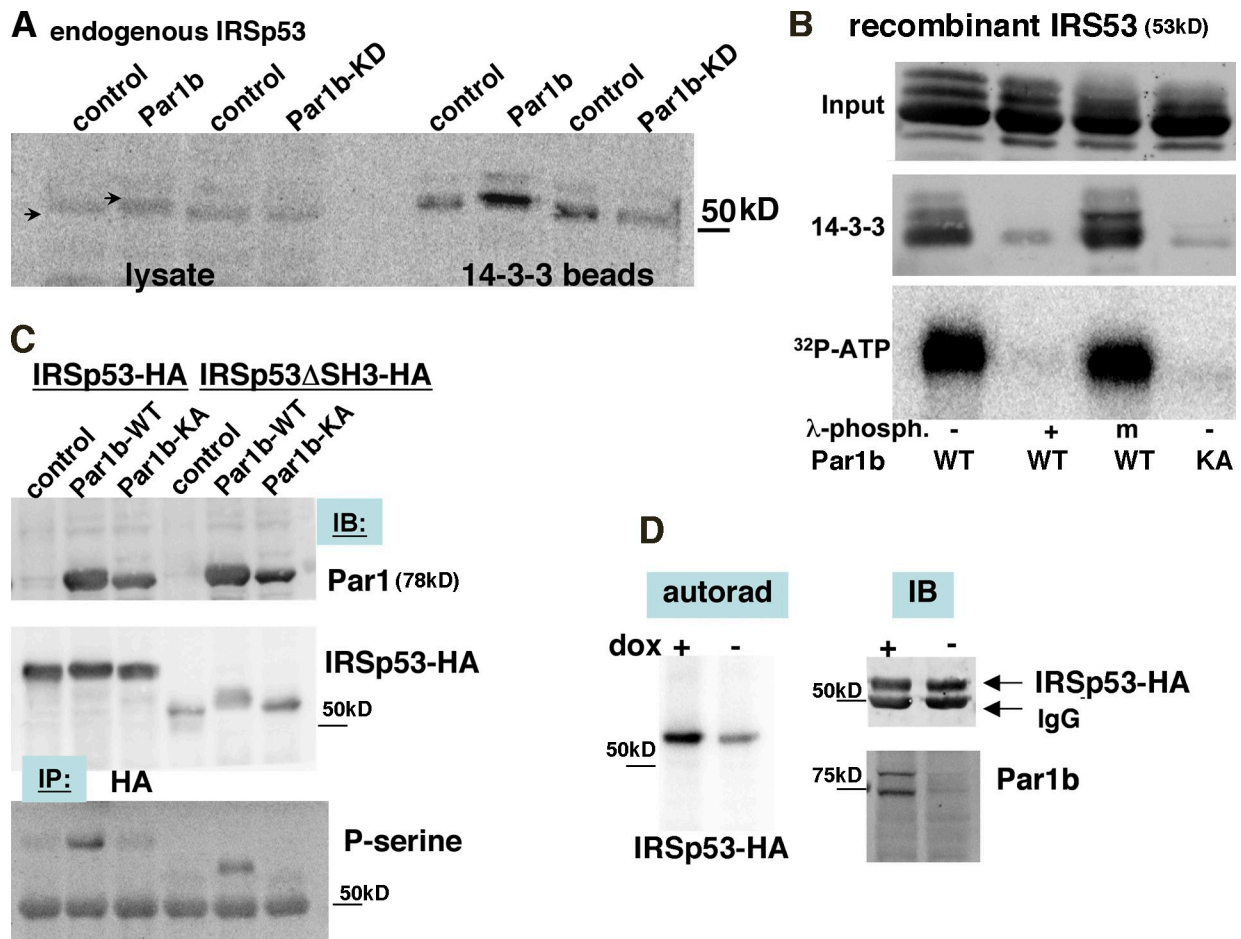 A endogenous IRSp53
control Par1b control Par1b-KD control Par1b control Par1b-KD
50 kD
lysate 14-3-3 beads
B recombinant IRS53 (53kD)
Input
14-3-3
³²P-ATP
λ-phosph. - + m -
Par1b WT WT WT KA
C
IRSp53-HA IRSp53ΔSH3-HA
control Par1b-WT Par1b-KA control Par1b-WT Par1b-KA
IB:
Par1 (78kD)
IRSp53-HA
50kD
IP: HA
P-serine
50kD
D
autorad IB
dox + - + -
50kD
IRSp53-HA
50kD
IRSp53-HA
IgG
75kD
Par1b